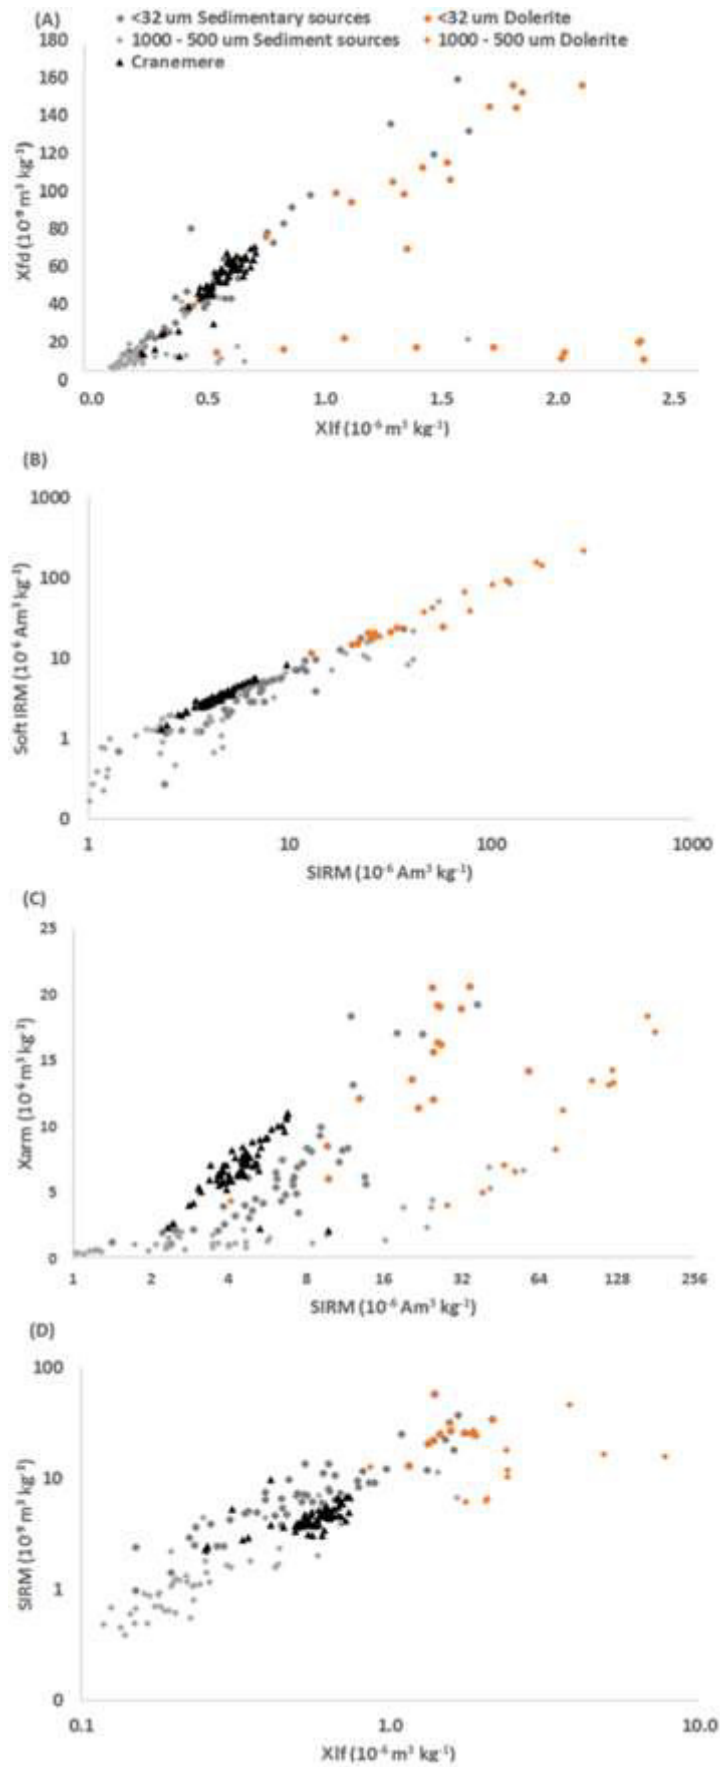 (A) <32 um Sedimentary sources <32 um Dolerite
1000 - 500 um Sediment sources 1000 - 500 um Dolerite
Cranemere
180
160
140
120
100
80
60
40
20
0
Xfd (10⁻⁹ m³ kg⁻¹)
0.0 0.5 1.0 1.5 2.0 2.5
Xlf (10⁻⁶ m³ kg⁻¹)
(B)
1000
100
10
1
0
Soft IRM (10⁻⁶ Am³ kg⁻¹)
1 10 100 1000
SIRM (10⁻⁶ Am³ kg⁻¹)
(C)
25
20
15
10
5
0
Xarm (10⁻⁶ m³ kg⁻¹)
1 2 4 8 16 32 64 128 256
SIRM (10⁻⁶ Am³ kg⁻¹)
(D)
100
10
1
0
SIRM (10⁻⁹ m³ kg⁻¹)
0.1 1.0 10.0
Xlf (10⁻⁶ m³ kg⁻¹)